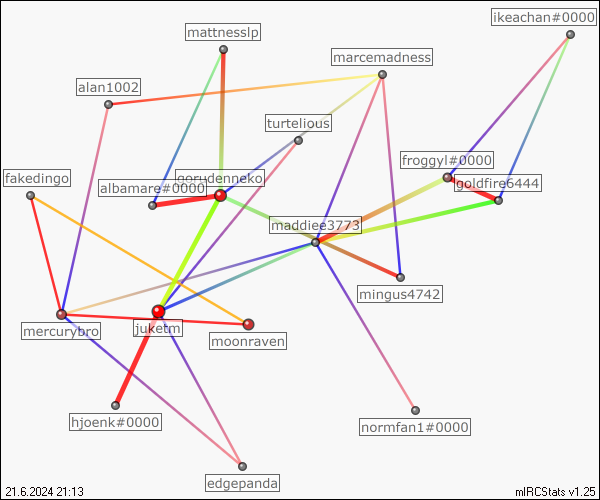 ikeachan#0000
mattnesslp
marcemadness
alan1002
turtelious
froggyl#0000
fakedingo
gorudenneko
goldfire6444
albamare#0000
maddiee3773
mingus4742
mercurybro
juketm
moonraven
hjoenk#0000
normfan1#0000
edgepanda
21.6.2024 21:13
mIRCStats v1.25